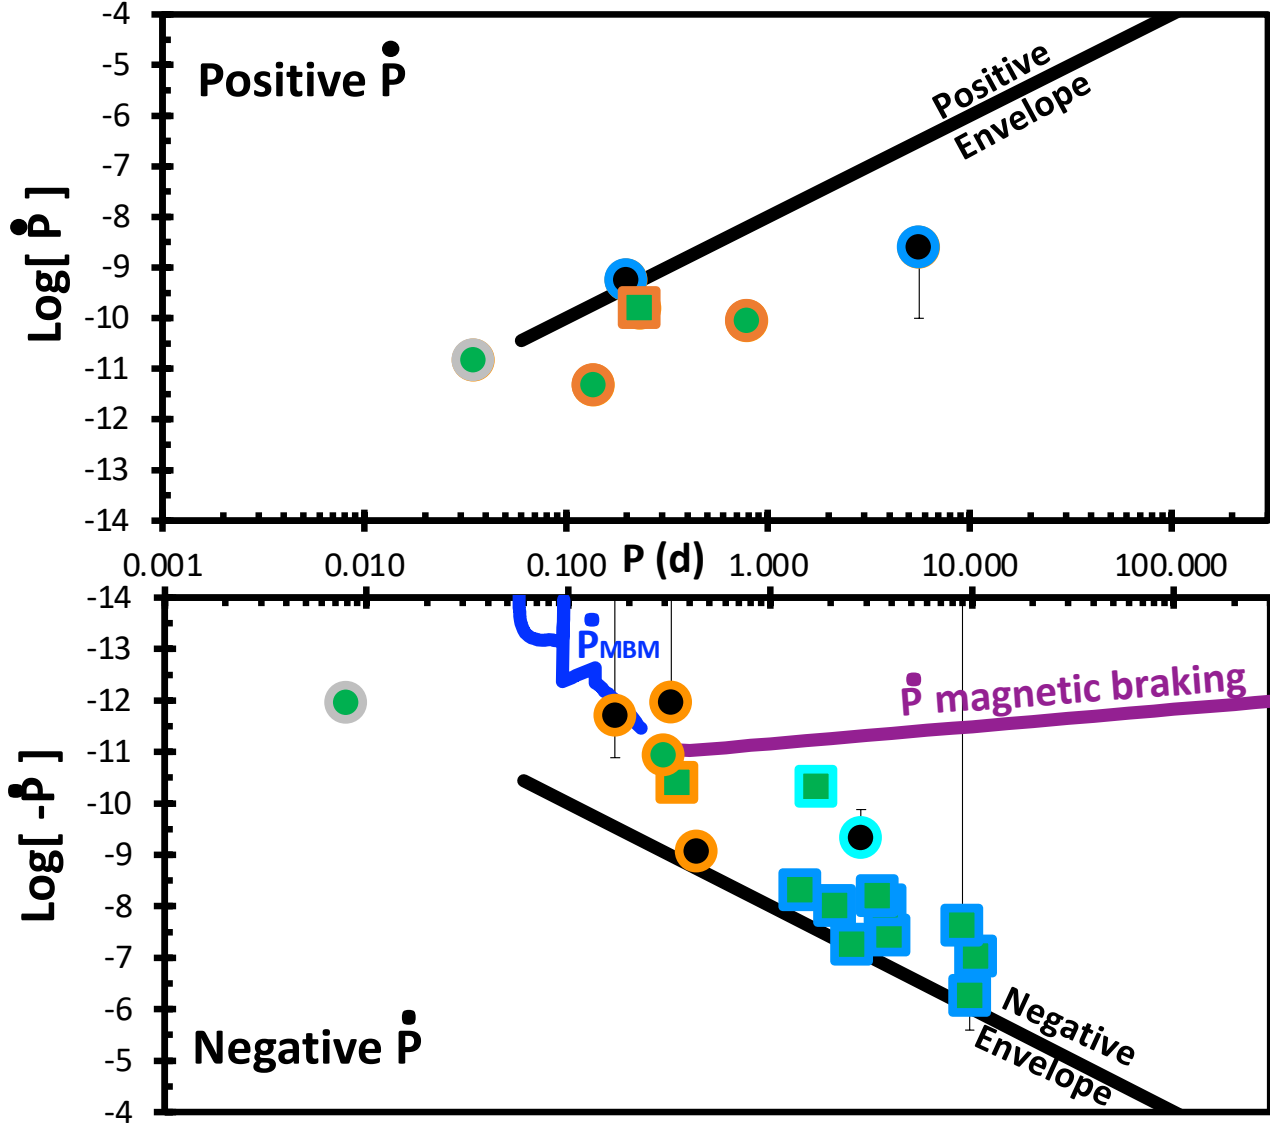 -4
-5
-6
-7
-8
-9
-10
-11
-12
-13
-14
Log[ Ṗ ]
Positive Ṗ
Positive
Envelope
0.001 0.010 0.100 P (d) 1.000 10.000 100.000
-14
-13
-12
-11
-10
-9
-8
-7
-6
-5
-4
Log[ -Ṗ ]
ṖMBM
Ṗ magnetic braking
Negative Ṗ
Negative
Envelope